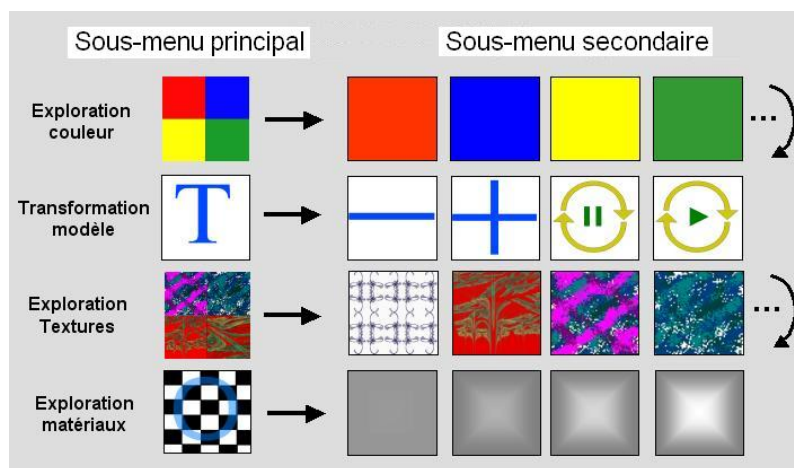 Sous-menu principal
Sous-menu secondaire
Exploration
couleur
...
Transformation
modèle
T
Exploration
Textures
...
Exploration
matériaux